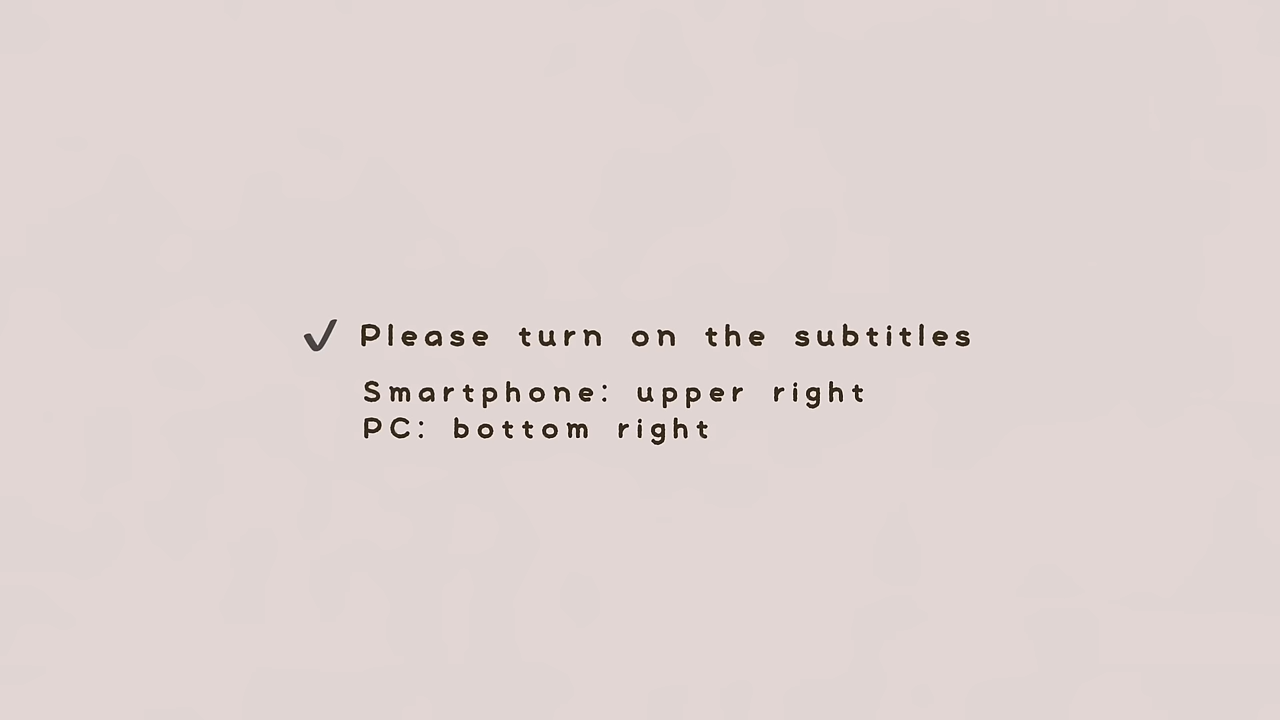 ✓ Please turn on the subtitles
Smartphone: upper right
PC: bottom right